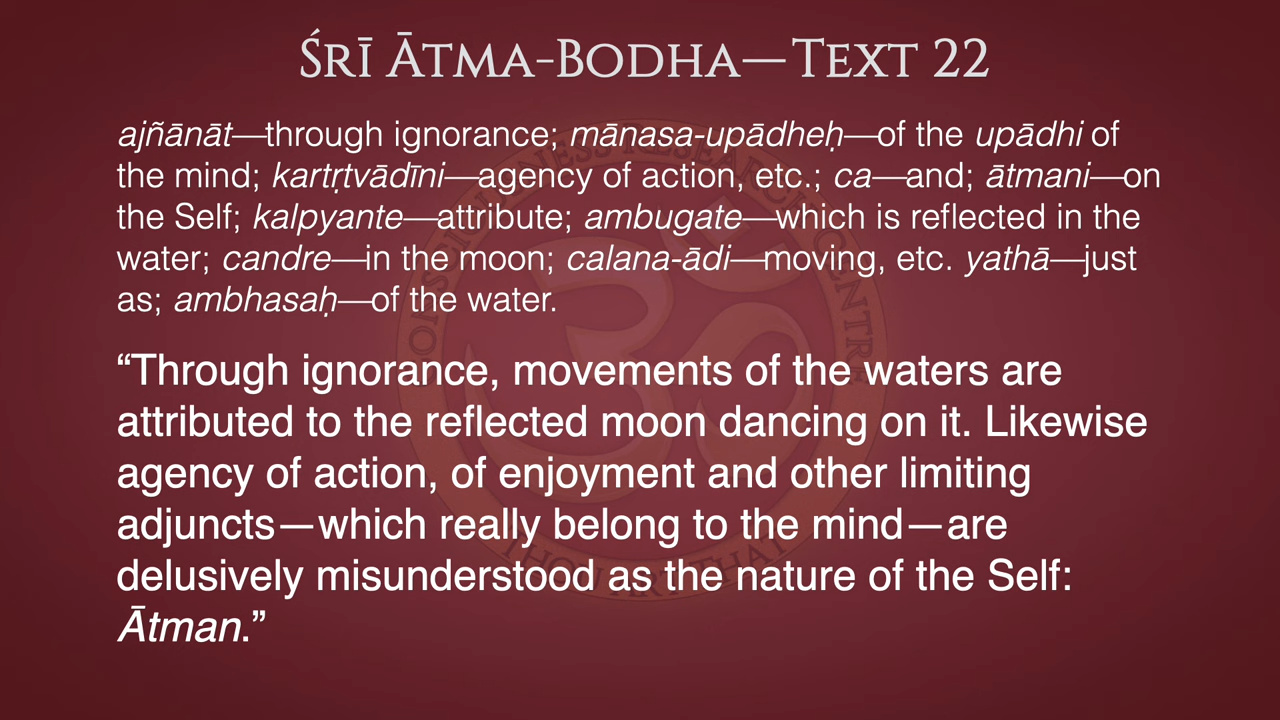 Śrī Ātma-Bodha—Text 22
ajñānāt—through ignorance; mānasa-upādheḥ—of the upādhi of
the mind; kartṛtvādīni—agency of action, etc.; ca—and; ātmani—on
the Self; kalpyante—attribute; ambugate—which is reflected in the
water; candre—in the moon; calana-ādi—moving, etc. yathā—just
as; ambhasaḥ—of the water.
“Through ignorance, movements of the waters are
attributed to the reflected moon dancing on it. Likewise
agency of action, of enjoyment and other limiting
adjuncts—which really belong to the mind—are
delusively misunderstood as the nature of the Self:
Ātman.”